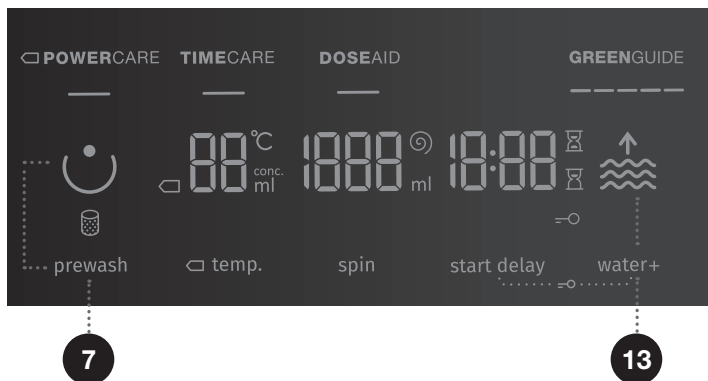 POWERCARE TIMECARE DOSEAID GREENGUIDE
88 °C conc. ml 1888 ml 18:88
prewash temp. spin start delay water+
7 13